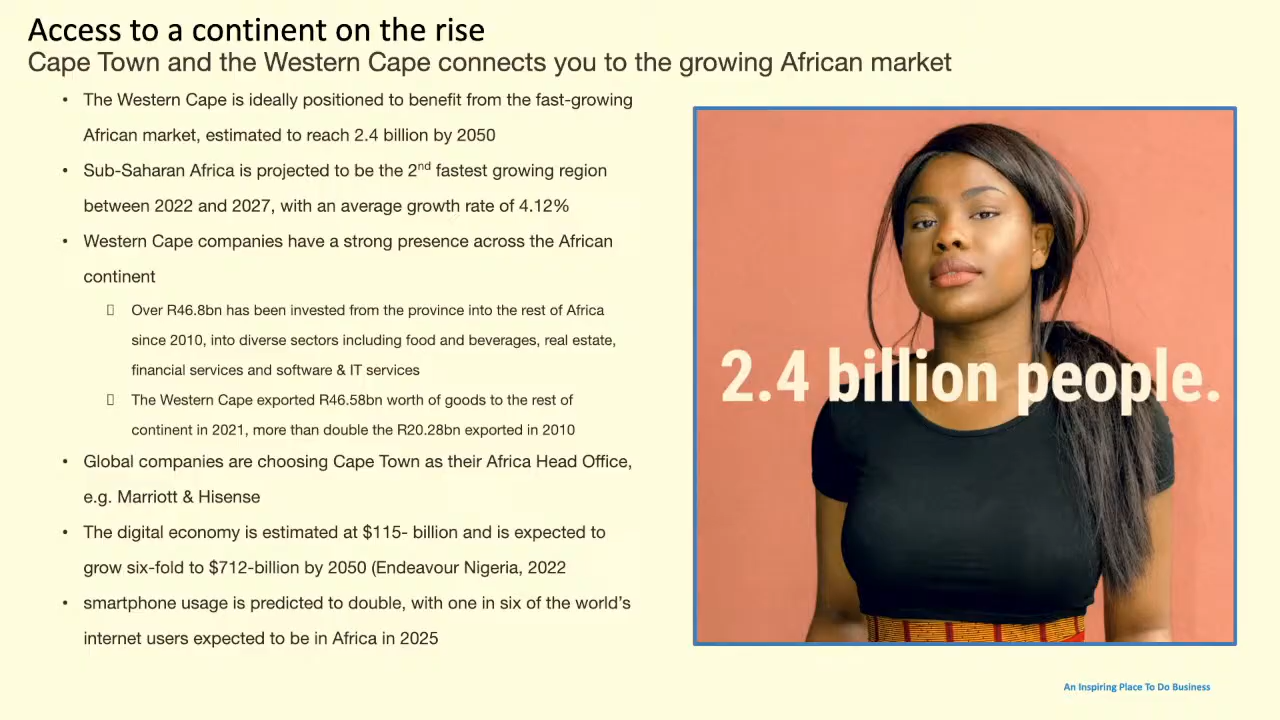 Access to a continent on the rise
Cape Town and the Western Cape connects you to the growing African market
• The Western Cape is ideally positioned to benefit from the fast-growing
African market, estimated to reach 2.4 billion by 2050
• Sub-Saharan Africa is projected to be the 2nd fastest growing region
between 2022 and 2027, with an average growth rate of 4.12%
• Western Cape companies have a strong presence across the African
continent
▯ Over R46.8bn has been invested from the province into the rest of Africa
since 2010, into diverse sectors including food and beverages, real estate,
financial services and software & IT services
▯ The Western Cape exported R46.58bn worth of goods to the rest of
continent in 2021, more than double the R20.28bn exported in 2010
• Global companies are choosing Cape Town as their Africa Head Office,
e.g. Marriott & Hisense
• The digital economy is estimated at $115- billion and is expected to
grow six-fold to $712-billion by 2050 (Endeavour Nigeria, 2022
• smartphone usage is predicted to double, with one in six of the world's
internet users expected to be in Africa in 2025
2.4 billion people.
An Inspiring Place To Do Business